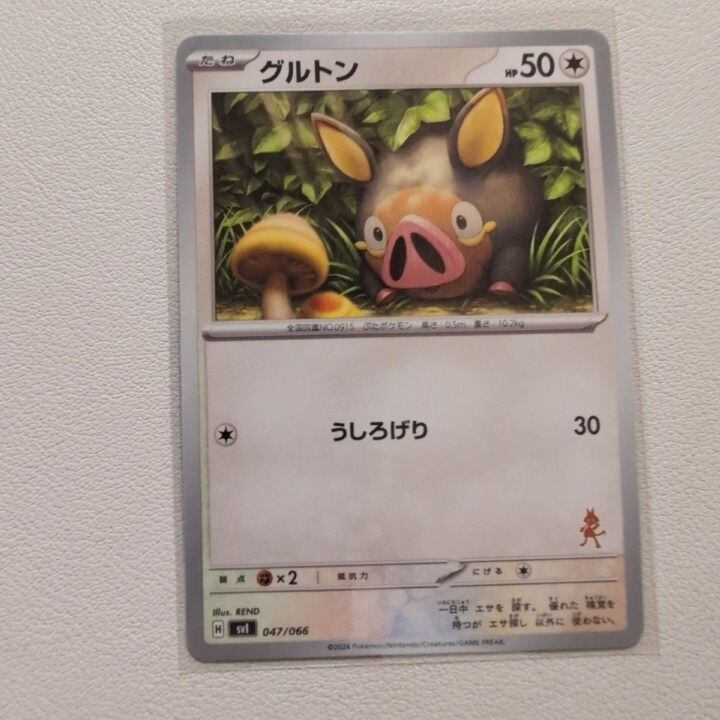 たね グルトン HP 50
全国図鑑NO.0915 ぶたポケモン 高さ:0.5m 重さ:10.2kg
うしろげり 30
弱点 ×2 抵抗力 にげる
Illus. REND
一日中 エサを 探す。 優れた 嗅覚を
持つが エサ探し 以外に 使わない。
H svI 047/066
©2024 Pokémon/Nintendo/Creatures/GAME FREAK.